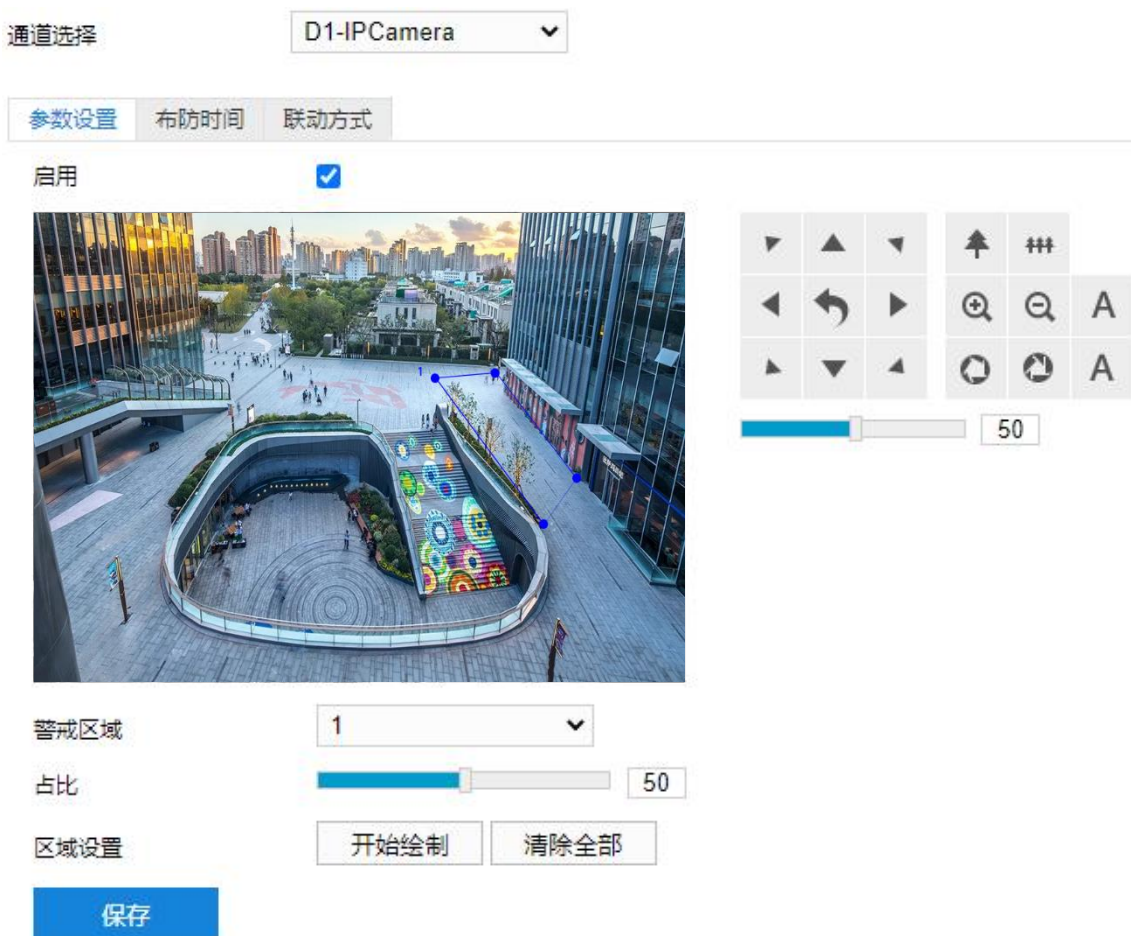 通道选择 D1-IPCamera
参数设置 布防时间 联动方式
启用
1
A
A
50
警戒区域 1
占比 50
区域设置 开始绘制 清除全部
保存